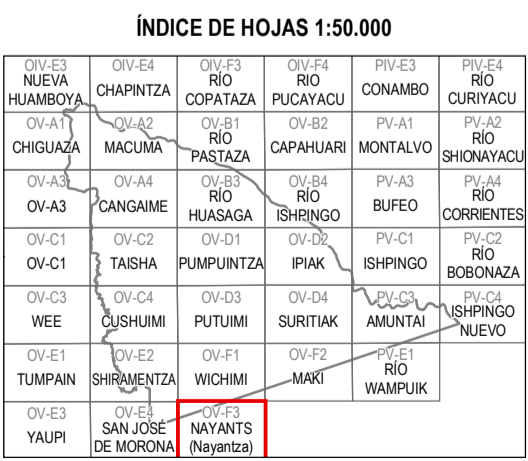 ÍNDICE DE HOJAS 1:50.000
OIV-E3 OIV-E4 OIV-F3 OIV-F4 PIV-E3 PIV-E4
NUEVA HUAMBOYA CHAPINTZA RÍO COPATAZA RIO PUCAYACU CONAMBO RÍO CURIYACU
OV-A1 OV-A2 OV-B1 OV-B2 PV-A1 PV-A2
CHIGUAZA MACUMA RÍO PASTAZA CAPAHUARI MONTALVO RÍO SHIONAYACU
OV-A3 OV-A4 OV-B3 OV-B4 PV-A3 PV-A4
OV-A3 CANGAIME RÍO HUASAGA RÍO ISHPINGO BUFEO RÍO CORRIENTES
OV-C1 OV-C2 OV-D1 OV-D2 PV-C1 PV-C2
OV-C1 TAISHA PUMPUINTZA IPIAK ISHPINGO RÍO BOBONAZA
OV-C3 OV-C4 OV-D3 OV-D4 PV-C3 PV-C4
WEE CUSHUIMI PUTUIMI SURITIAK AMUNTAI ISHPINGO NUEVO
OV-E1 OV-E2 OV-F1 OV-F2 PV-E1
TUMPAIN SHIRAMENTZA WICHIMI MAKI RÍO WAMPUIK
OV-E3 OV-E4 OV-F3
YAUPI SAN JOSÉ DE MORONA NAYANTS (Nayantza)